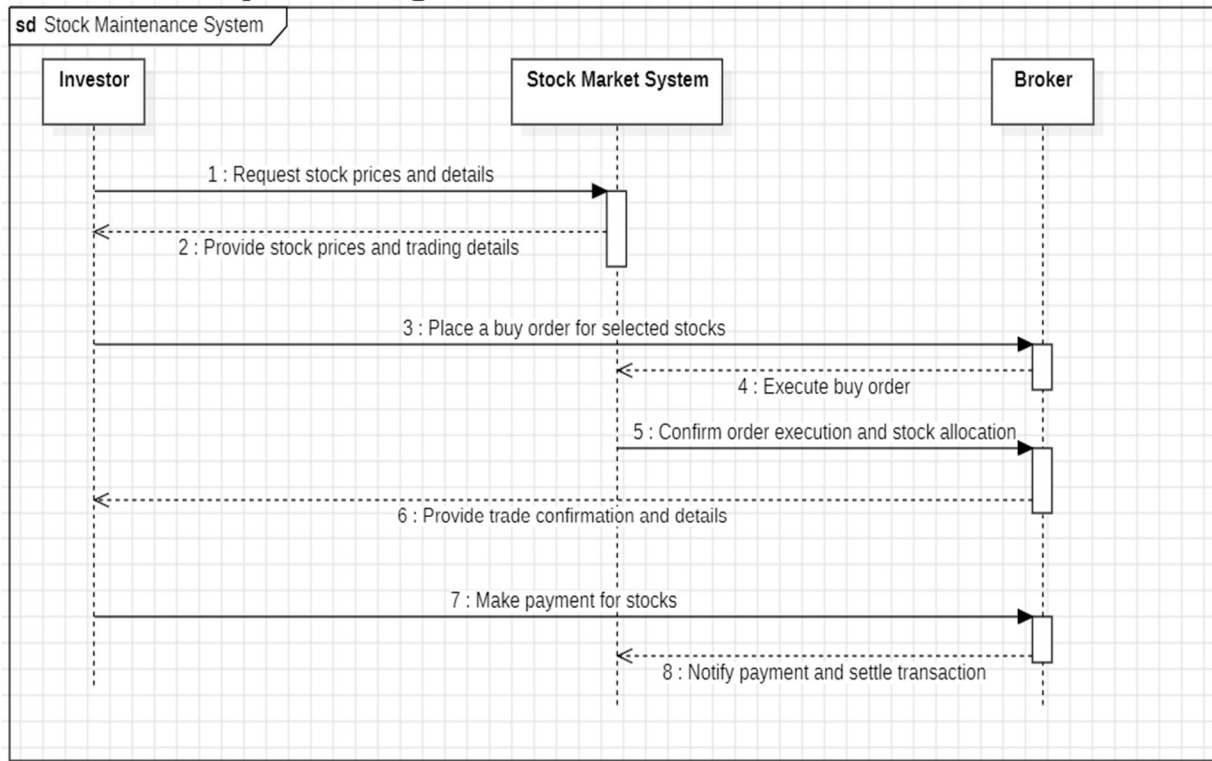 sd Stock Maintenance System
Investor
Stock Market System
Broker
1 : Request stock prices and details
2 : Provide stock prices and trading details
3 : Place a buy order for selected stocks
4 : Execute buy order
5 : Confirm order execution and stock allocation
6 : Provide trade confirmation and details
7 : Make payment for stocks
8 : Notify payment and settle transaction